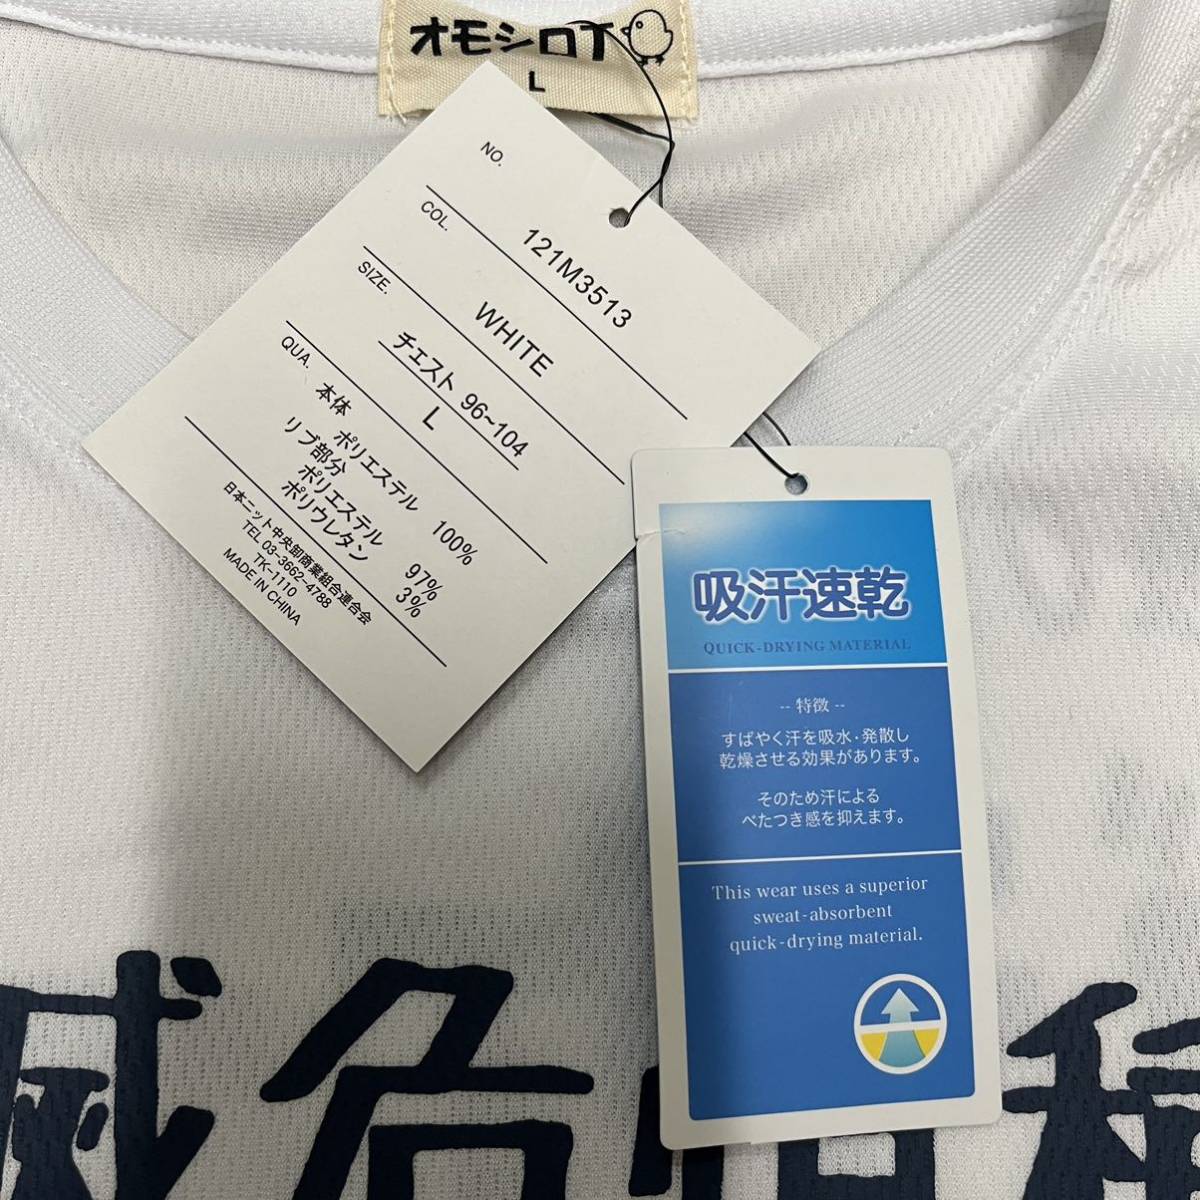 オモシロT
L
NO.
121M3513
COL.
WHITE
SIZE.
チェスト 96~104
L
QUA.
本体
ポリエステル 100%
リブ部分
ポリエステル 97%
ポリウレタン 3%
日本ニット中央卸商業組合連合会
TEL 03-3662-4788
TK-1110
MADE IN CHINA
吸汗速乾
QUICK-DRYING MATERIAL
-- 特徴 --
すばやく汗を吸水・発散し
乾燥させる効果があります。
そのため汗による
べたつき感を抑えます。
This wear uses a superior
sweat-absorbent
quick-drying material.
滅危惧種